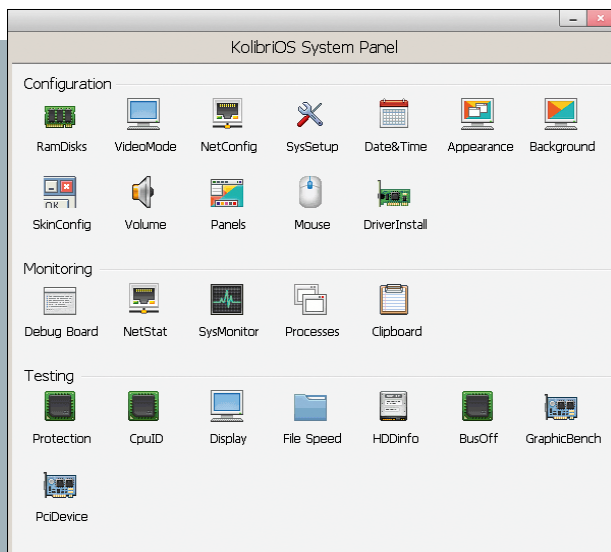 KolibriOS System Panel
Configuration
RamDisks VideoMode NetConfig SysSetup Date&Time Appearance Background
OK
SkinConfig Volume Panels Mouse DriverInstall
Monitoring
Debug Board NetStat SysMonitor Processes Clipboard
Testing
Protection CpuID Display File Speed HDDinfo BusOff GraphicBench
PciDevice